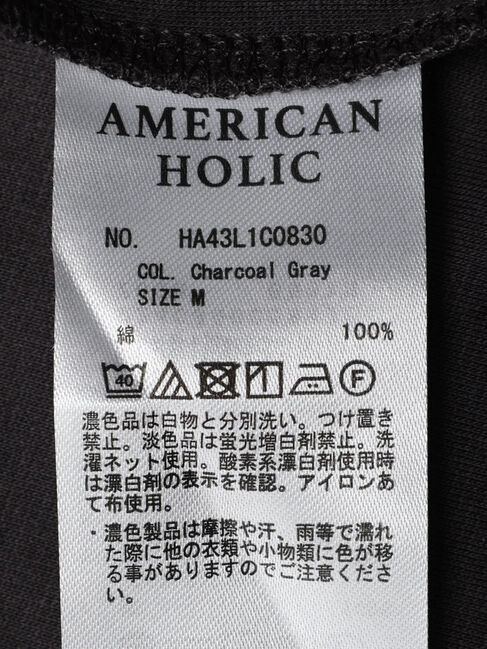 AMERICAN
HOLIC
NO. HA43L1C0830
COL. Charcoal Gray
SIZE M
綿 100%
40 F
濃色品は白物と分別洗い。つけ置き
禁止。淡色品は蛍光増白剤禁止。洗
濯ネット使用。酸素系漂白剤使用時
は漂白剤の表示を確認。アイロンあ
て布使用。
・濃色製品は摩擦や汗、雨等で濡れ
た際に他の衣類や小物類に色が移
る事がありますのでご注意くださ
い。